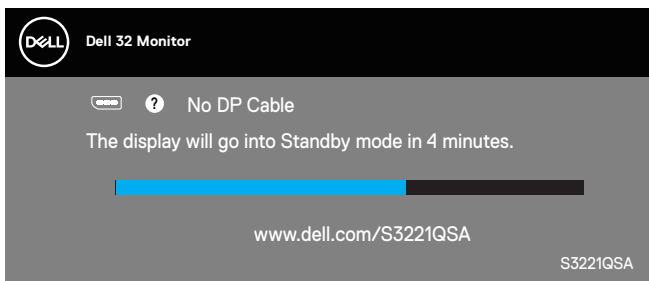 DELL
Dell 32 Monitor
? No DP Cable
The display will go into Standby mode in 4 minutes.
www.dell.com/S3221QSA
S3221QSA